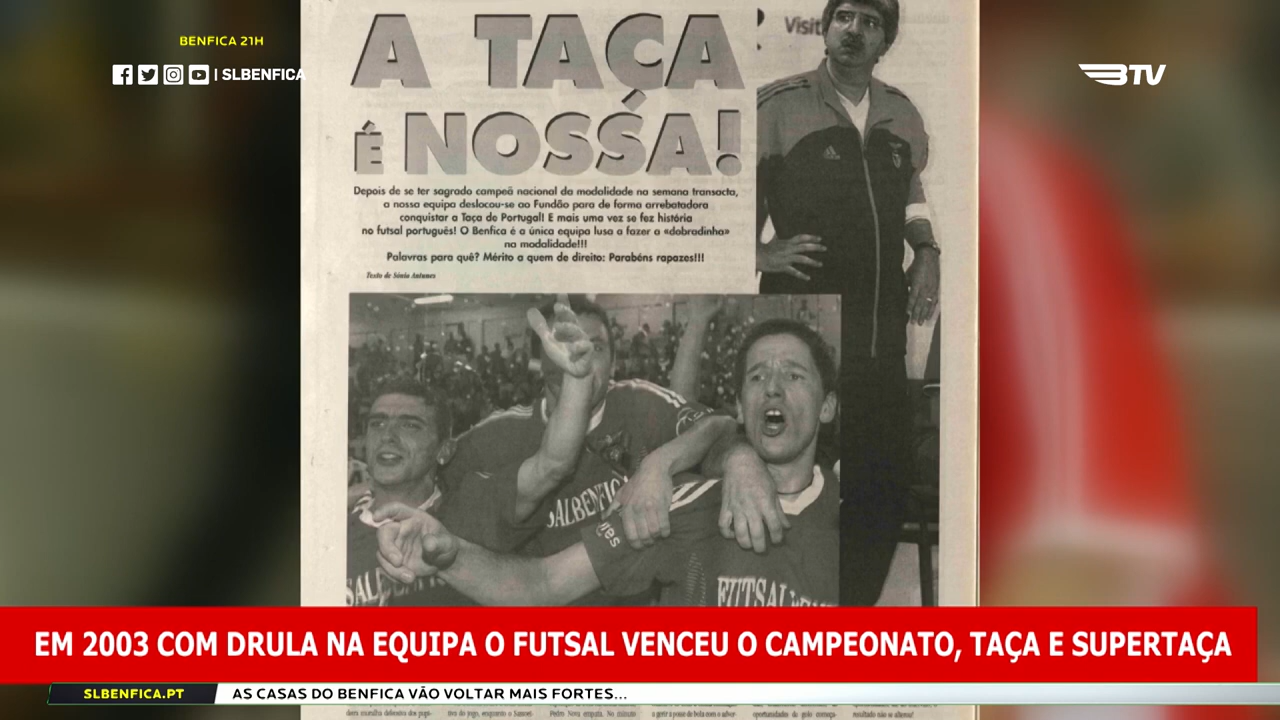 BENFICA 21H
| SLBENFICA
BTV
Visit
A TAÇA
É NOSSA!
Depois de se ter sagrado campeã nacional da modalidade na semana transacta,
a nossa equipa deslocou-se ao Fundão para de forma arrebatadora
conquistar a Taça de Portugal! E mais uma vez se fez história
no futsal português! O Benfica é a única equipa lusa a fazer a «dobradinha»
na modalidade!!!
Palavras para quê? Mérito a quem de direito: Parabéns rapazes!!!
Texto de Sónia Antunes
SALBENFICA
FUTSAL
EM 2003 COM DRULA NA EQUIPA O FUTSAL VENCEU O CAMPEONATO, TAÇA E SUPERTAÇA
SLBENFICA.PT
AS CASAS DO BENFICA VÃO VOLTAR MAIS FORTES...